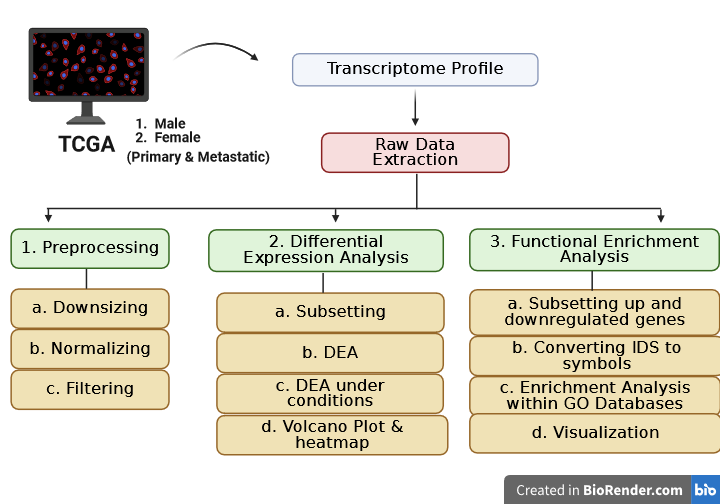 TCGA
1. Male
2. Female
(Primary & Metastatic)
Transcriptome Profile
Raw Data
Extraction
1. Preprocessing
a. Downsizing
b. Normalizing
c. Filtering
2. Differential
Expression Analysis
a. Subsetting
b. DEA
c. DEA under
conditions
d. Volcano Plot &
heatmap
3. Functional Enrichment
Analysis
a. Subsetting up and
downregulated genes
b. Converting IDS to
symbols
c. Enrichment Analysis
within GO Databases
d. Visualization
Created in BioRender.com bio